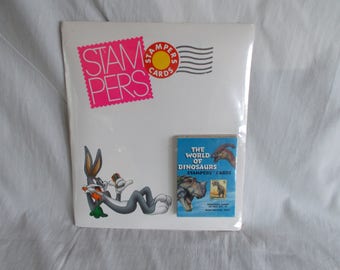 STAM
PERS
STAMPERS
CARDS
THE
WORLD OF
DINOSAURS
STAMPERS CARDS